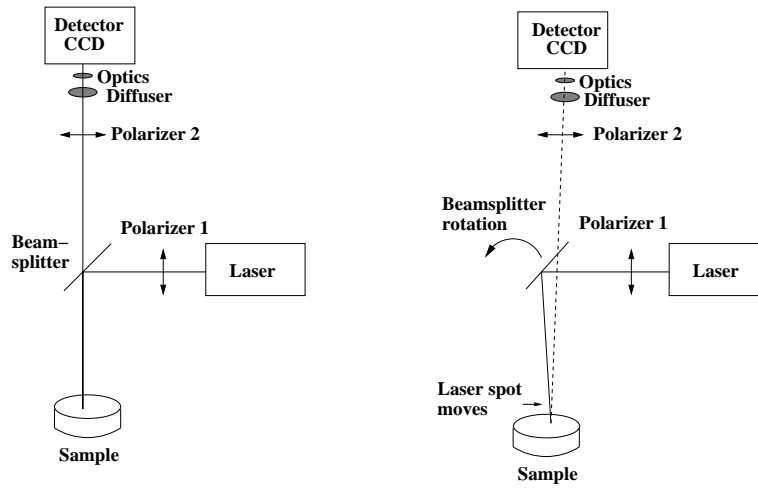 Detector
CCD
Optics
Diffuser
Polarizer 2
Polarizer 1
Beam–
splitter
Laser
Sample
Detector
CCD
Optics
Diffuser
Polarizer 2
Beamsplitter
rotation
Polarizer 1
Laser
Laser spot
moves
Sample